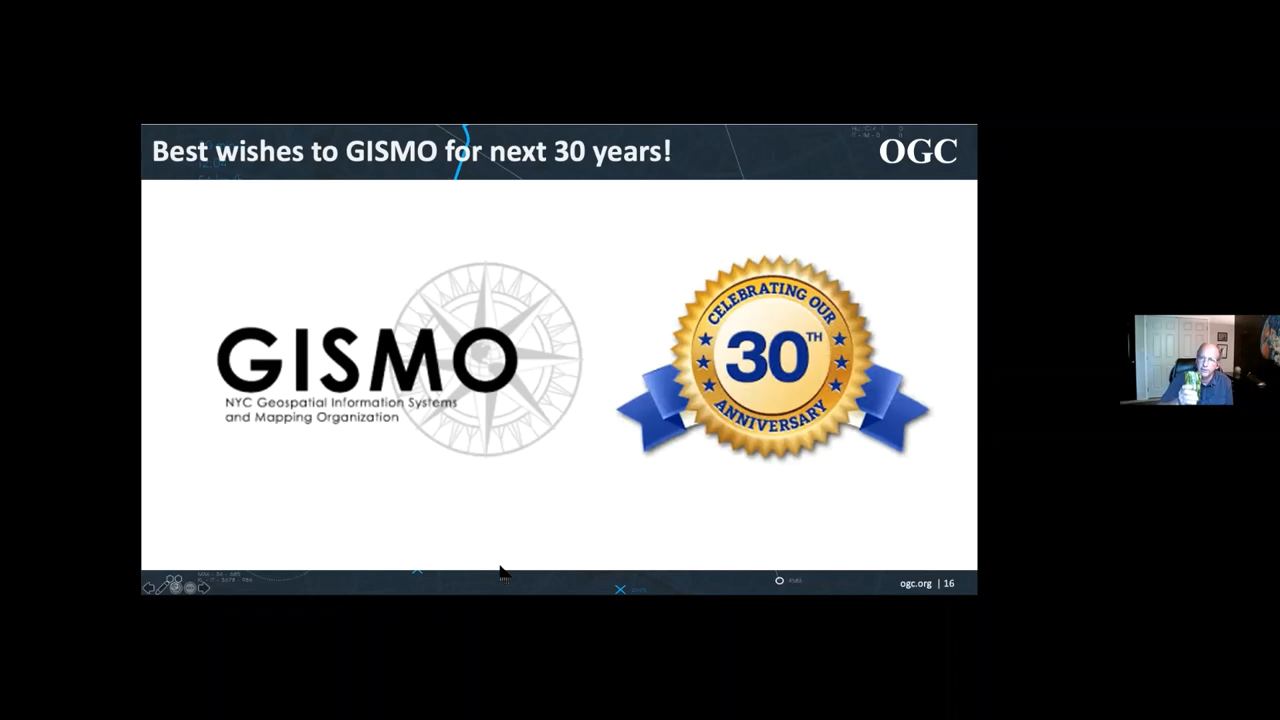 Best wishes to GISMO for next 30 years!
OGC
GISMO
NYC Geospatial Information Systems
and Mapping Organization
CELEBRATING OUR
30TH
ANNIVERSARY
4583
ogc.org | 16